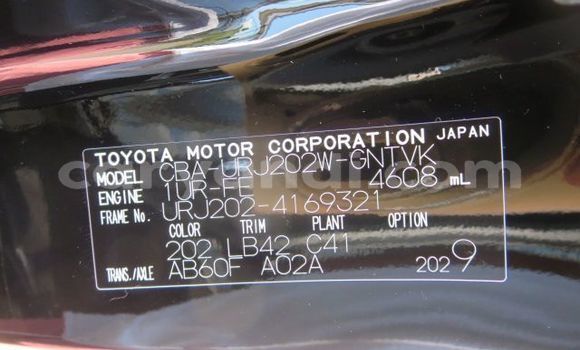 TOYOTA MOTOR CORPORATION JAPAN
MODEL CBA-URJ202W-GNTVK
ENGINE 1UR-FE 4608 mL
FRAME No. URJ202-4169321
COLOR TRIM PLANT OPTION
202 LB42 C41
TRANS./AXLE AB60F A02A 2029